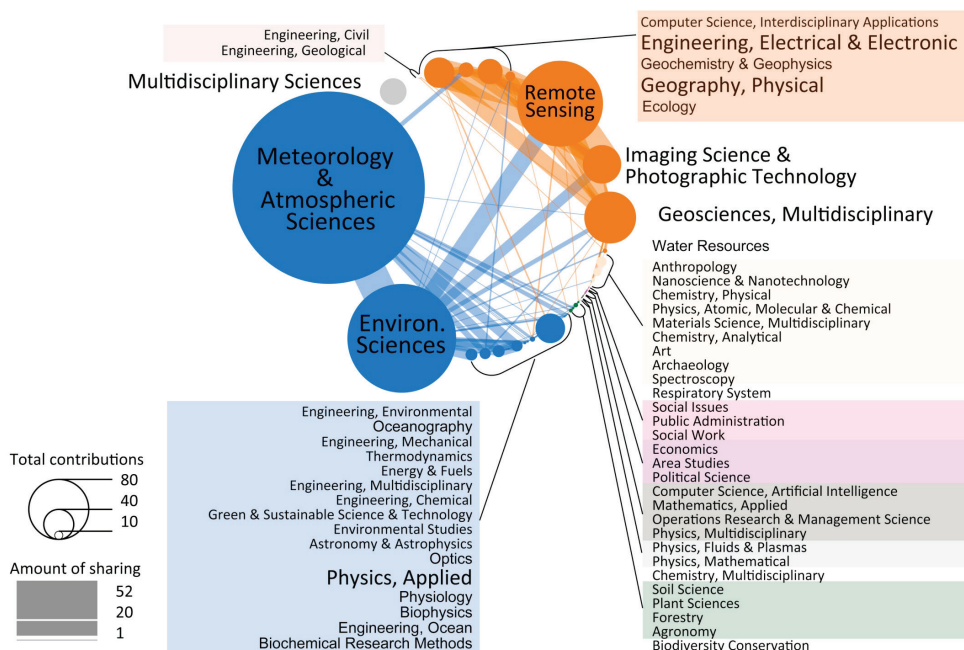 Engineering, Civil
Engineering, Geological
Multidisciplinary Sciences
Computer Science, Interdisciplinary Applications
Engineering, Electrical & Electronic
Geochemistry & Geophysics
Geography, Physical
Ecology
Remote
Sensing
Meteorology
&
Atmospheric
Sciences
Imaging Science &
Photographic Technology
Geosciences, Multidisciplinary
Environ.
Sciences
Water Resources
Anthropology
Nanoscience & Nanotechnology
Chemistry, Physical
Physics, Atomic, Molecular & Chemical
Materials Science, Multidisciplinary
Chemistry, Analytical
Art
Archaeology
Spectroscopy
Respiratory System
Social Issues
Public Administration
Social Work
Economics
Area Studies
Political Science
Computer Science, Artificial Intelligence
Mathematics, Applied
Operations Research & Management Science
Physics, Multidisciplinary
Physics, Fluids & Plasmas
Physics, Mathematical
Chemistry, Multidisciplinary
Soil Science
Plant Sciences
Forestry
Agronomy
Biodiversity Conservation
Engineering, Environmental
Oceanography
Engineering, Mechanical
Thermodynamics
Energy & Fuels
Engineering, Multidisciplinary
Engineering, Chemical
Green & Sustainable Science & Technology
Environmental Studies
Astronomy & Astrophysics
Optics
Physics, Applied
Physiology
Biophysics
Engineering, Ocean
Biochemical Research Methods
Total contributions
80
40
10
Amount of sharing
52
20
1